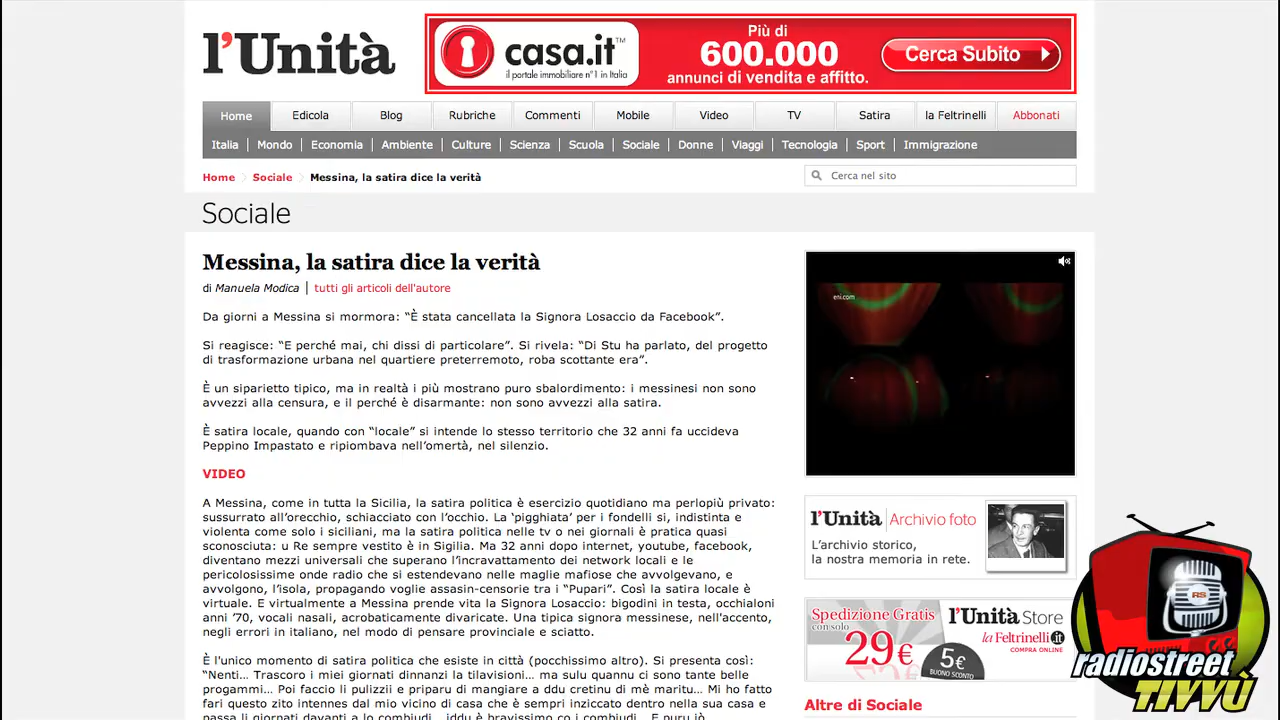 l'Unità
casa.it™
il portale immobiliare n°1 in Italia
Più di
600.000
annunci di vendita e affitto.
Cerca Subito
Home Edicola Blog Rubriche Commenti Mobile Video TV Satira la Feltrinelli Abbonati
Italia Mondo Economia Ambiente Culture Scienza Scuola Sociale Donne Viaggi Tecnologia Sport Immigrazione
Home Sociale Messina, la satira dice la verità
Cerca nel sito
Sociale
Messina, la satira dice la verità
di Manuela Modica | tutti gli articoli dell'autore
Da giorni a Messina si mormora: “È stata cancellata la Signora Losaccio da Facebook”.
Si reagisce: “E perché mai, chi dissi di particolare”. Si rivela: “Di Stu ha parlato, del progetto
di trasformazione urbana nel quartiere preterremoto, roba scottante era”.
È un siparietto tipico, ma in realtà i più mostrano puro sbalordimento: i messinesi non sono
avvezzi alla censura, e il perché è disarmante: non sono avvezzi alla satira.
È satira locale, quando con “locale” si intende lo stesso territorio che 32 anni fa uccideva
Peppino Impastato e ripiombava nell’omertà, nel silenzio.
VIDEO
A Messina, come in tutta la Sicilia, la satira politica è esercizio quotidiano ma perlopiù privato:
sussurrato all’orecchio, schiacciato con l’occhio. La ‘pigghiata’ per i fondelli si, indistinta e
violenta come solo i siciliani, ma la satira politica nelle tv o nei giornali è pratica quasi
sconosciuta: u Re sempre vestito è in Sigilia. Ma 32 anni dopo internet, youtube, facebook,
diventano mezzi universali che superano l’incravattamento dei network locali e le
pericolosissime onde radio che si estendevano nelle maglie mafiose che avvolgevano, e
avvolgono, l’isola, propagando voglie assasin-censorie tra i “Pupari”. Così la satira locale è
virtuale. E virtualmente a Messina prende vita la Signora Losaccio: bigodini in testa, occhialoni
anni ’70, vocali nasali, acrobaticamente divaricate. Una tipica signora messinese, nell’accento,
negli errori in italiano, nel modo di pensare provinciale e sciatto.
È l'unico momento di satira politica che esiste in città (pocchissimo altro). Si presenta così:
“Nenti... Trascoro i miei giornati dinnanzi la tilavisioni... ma sulu quannu ci sono tante belle
progammi... Poi faccio li pulizzii e priparu di mangiare a ddu cretinu di mè maritu... Mi ho fatto
fari questo zito intennes dal mio vicino di casa che è sempri inziccato dentro nella sua casa e
passa li giornati davanti a lo combiudi... iddu è bravissimo co i combiudi... E puru iò
eni.com
l'Unità Archivio foto
L'archivio storico,
la nostra memoria in rete.
Spedizione Gratis
con solo
29€
5€
BUONO SCONTO
l'Unità Store
la Feltrinelli.it
COMPRA ONLINE
Altre di Sociale
RS
radiostreet
TIVVÙ